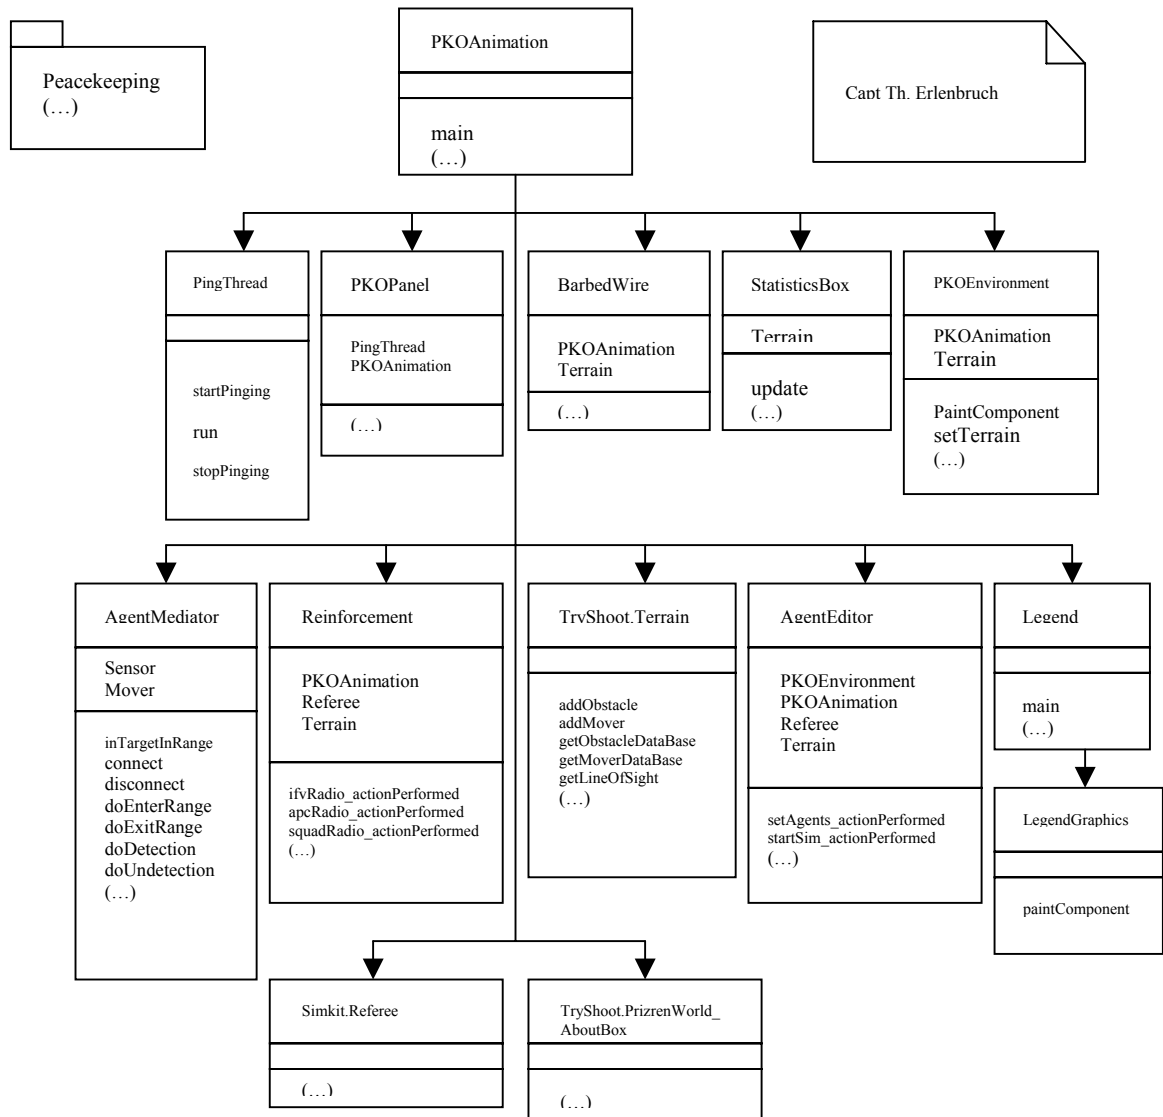 Peacekeeping
(…)
PKOAnimation
main
(…)
Capt Th. Erlenbruch
PingThread
startPinging
run
stopPinging
PKOPanel
PingThread
PKOAnimation
(…)
BarbedWire
PKOAnimation
Terrain
(…)
StatisticsBox
Terrain
update
(…)
PKOEnvironment
PKOAnimation
Terrain
PaintComponent
setTerrain
(…)
AgentMediator
Sensor
Mover
inTargetInRange
connect
disconnect
doEnterRange
doExitRange
doDetection
doUndetection
(…)
Reinforcement
PKOAnimation
Referee
Terrain
ifvRadio_actionPerformed
apcRadio_actionPerformed
squadRadio_actionPerformed
(…)
TryShoot.Terrain
addObstacle
addMover
getObstacleDataBase
getMoverDataBase
getLineOfSight
(…)
AgentEditor
PKOEnvironment
PKOAnimation
Referee
Terrain
setAgents_actionPerformed
startSim_actionPerformed
(…)
Legend
main
(…)
LegendGraphics
paintComponent
Simkit.Referee
(…)
TryShoot.PrizrenWorld_
AboutBox
(…)